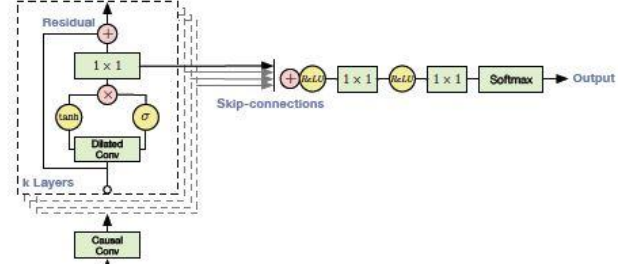 Residual
+
1 × 1
×
tanh
σ
Dilated
Conv
k Layers
Causal
Conv
Skip-connections
+
ReLU
1 × 1
ReLU
1 × 1
Softmax
Output